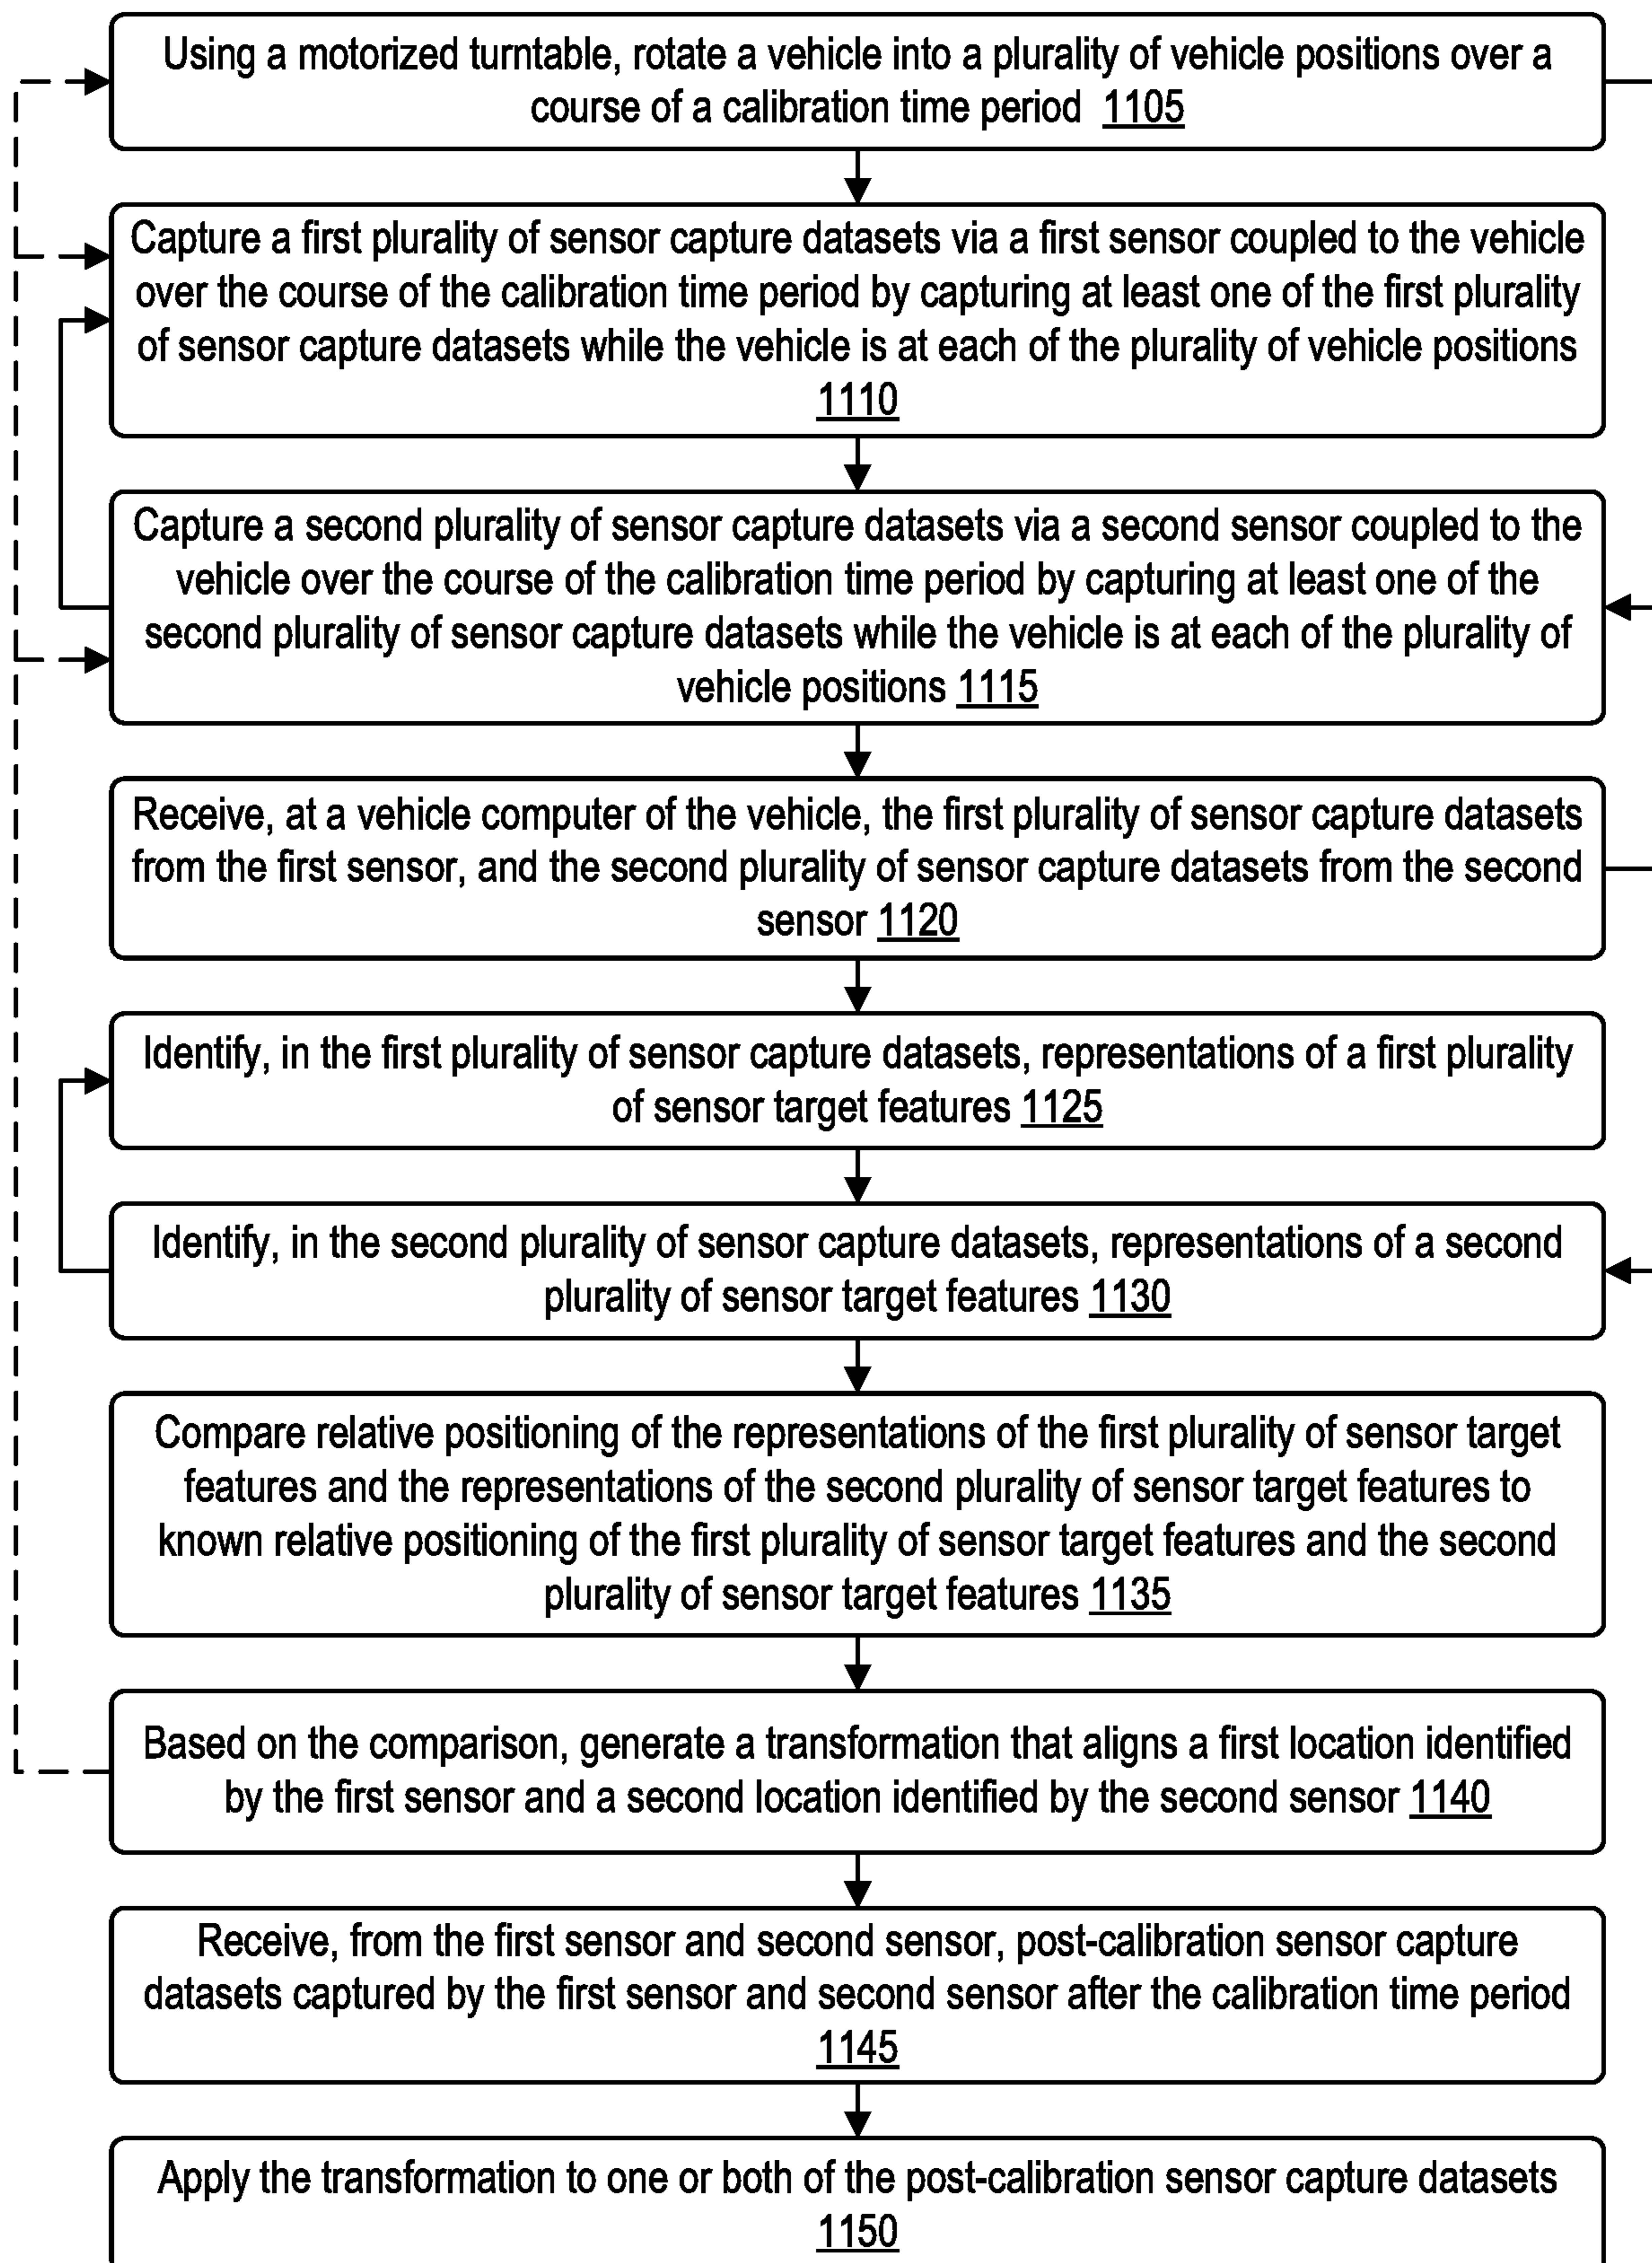 Using a motorized turntable, rotate a vehicle into a plurality of vehicle positions over a
course of a calibration time period 1105
Capture a first plurality of sensor capture datasets via a first sensor coupled to the vehicle
over the course of the calibration time period by capturing at least one of the first plurality
of sensor capture datasets while the vehicle is at each of the plurality of vehicle positions
1110
Capture a second plurality of sensor capture datasets via a second sensor coupled to the
vehicle over the course of the calibration time period by capturing at least one of the
second plurality of sensor capture datasets while the vehicle is at each of the plurality of
vehicle positions 1115
Receive, at a vehicle computer of the vehicle, the first plurality of sensor capture datasets
from the first sensor, and the second plurality of sensor capture datasets from the second
sensor 1120
Identify, in the first plurality of sensor capture datasets, representations of a first plurality
of sensor target features 1125
Identify, in the second plurality of sensor capture datasets, representations of a second
plurality of sensor target features 1130
Compare relative positioning of the representations of the first plurality of sensor target
features and the representations of the second plurality of sensor target features to
known relative positioning of the first plurality of sensor target features and the second
plurality of sensor target features 1135
Based on the comparison, generate a transformation that aligns a first location identified
by the first sensor and a second location identified by the second sensor 1140
Receive, from the first sensor and second sensor, post-calibration sensor capture
datasets captured by the first sensor and second sensor after the calibration time period
1145
Apply the transformation to one or both of the post-calibration sensor capture datasets
1150